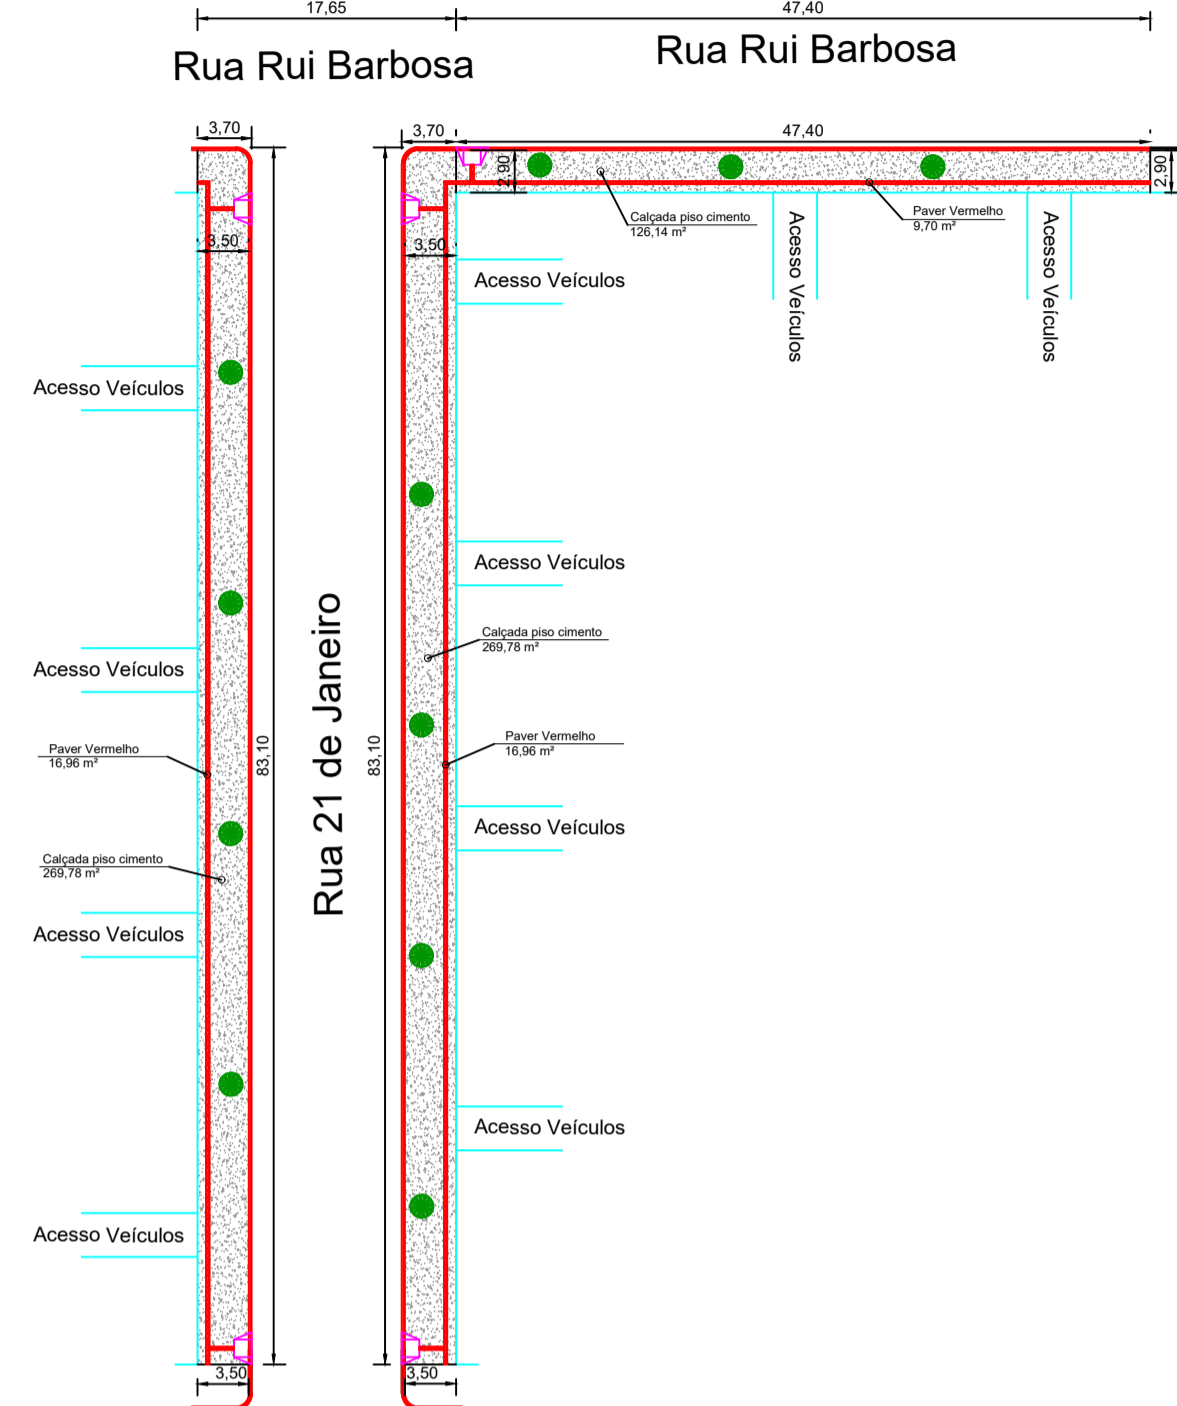 17,65
47,40
Rua Rui Barbosa
Rua Rui Barbosa
3,70
3,70
47,40
2,90
2,90
Calçada piso cimento
126,14 m²
Paver Vermelho
9,70 m²
3,50
3,50
Acesso Veículos
Acesso Veículos
Acesso Veículos
Acesso Veículos
Acesso Veículos
Rua 21 de Janeiro
Calçada piso cimento
269,78 m²
Acesso Veículos
Paver Vermelho
16,96 m²
Paver Vermelho
16,96 m²
83,10
83,10
Acesso Veículos
Calçada piso cimento
269,78 m²
Acesso Veículos
Acesso Veículos
Acesso Veículos
3,50
3,50